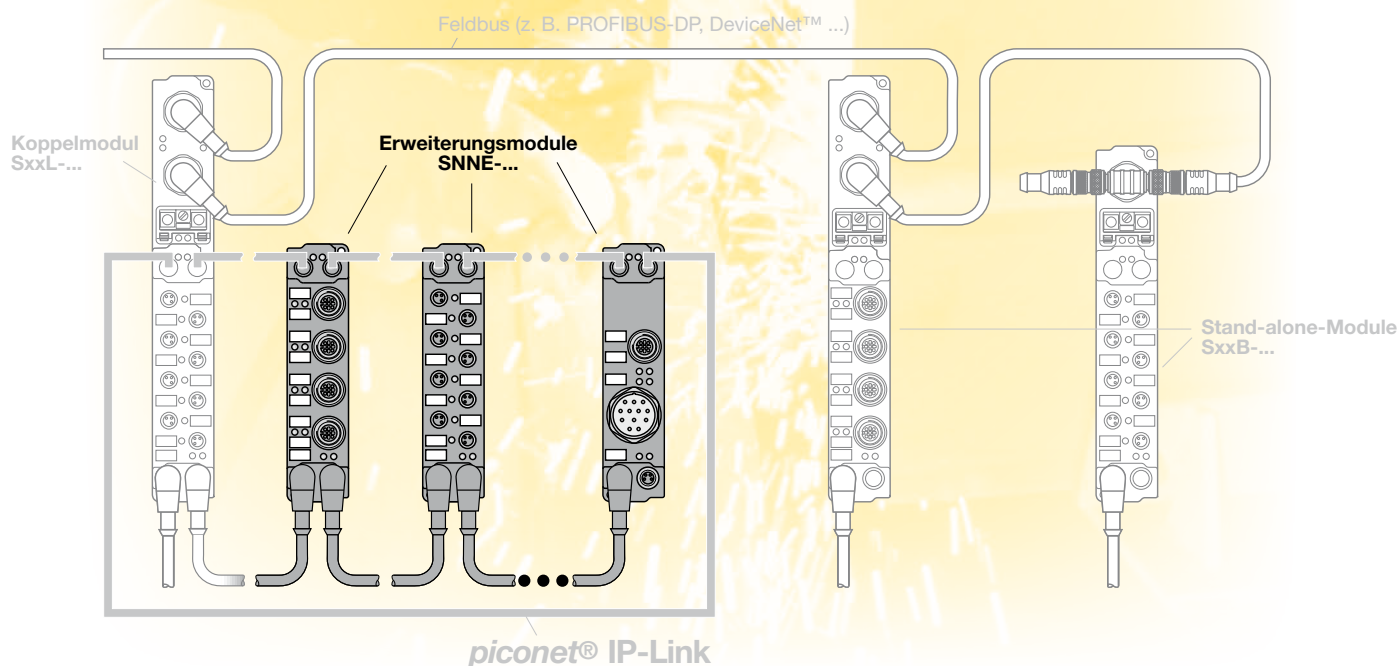 Feldbus (z. B. PROFIBUS-DP, DeviceNet™ ...)
Koppelmodul
SxxL-...
Erweiterungsmodule
SNNE-...
Stand-alone-Module
SxxB-...
piconet® IP-Link